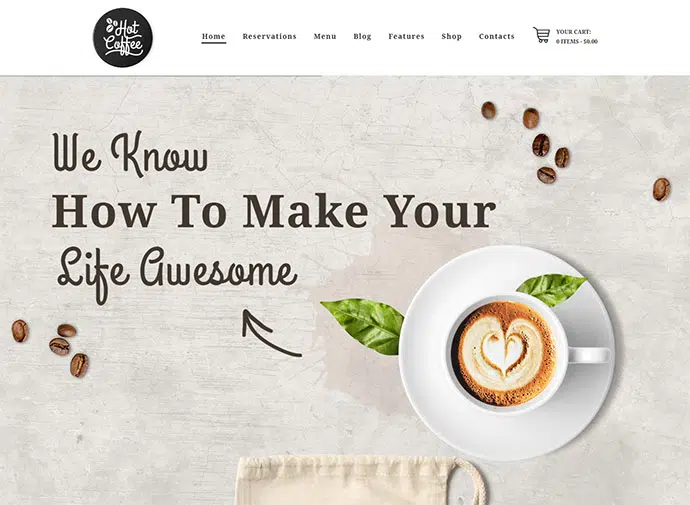 Hot
Coffee
Home Reservations Menu Blog Features Shop Contacts
YOUR CART:
0 ITEMS - $0.00
We Know
How To Make Your
Life Awesome